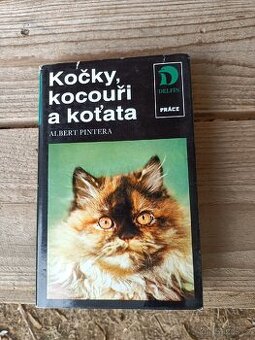 Kočky,
kocouři
a koťata
ALBERT PINTERA
DELFÍN
PRÁCE